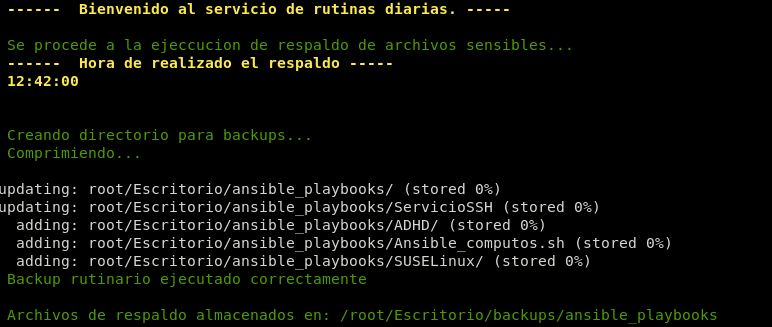 ------  Bienvenido al servicio de rutinas diarias. -----
Se procede a la ejeccucion de respaldo de archivos sensibles...
------  Hora de realizado el respaldo -----
12:42:00
Creando directorio para backups...
Comprimiendo...
updating: root/Escritorio/ansible_playbooks/ (stored 0%)
updating: root/Escritorio/ansible_playbooks/ServicioSSH (stored 0%)
  adding: root/Escritorio/ansible_playbooks/ADHD/ (stored 0%)
  adding: root/Escritorio/ansible_playbooks/Ansible_computos.sh (stored 0%)
  adding: root/Escritorio/ansible_playbooks/SUSELinux/ (stored 0%)
Backup rutinario ejecutado correctamente
Archivos de respaldo almacenados en: /root/Escritorio/backups/ansible_playbooks